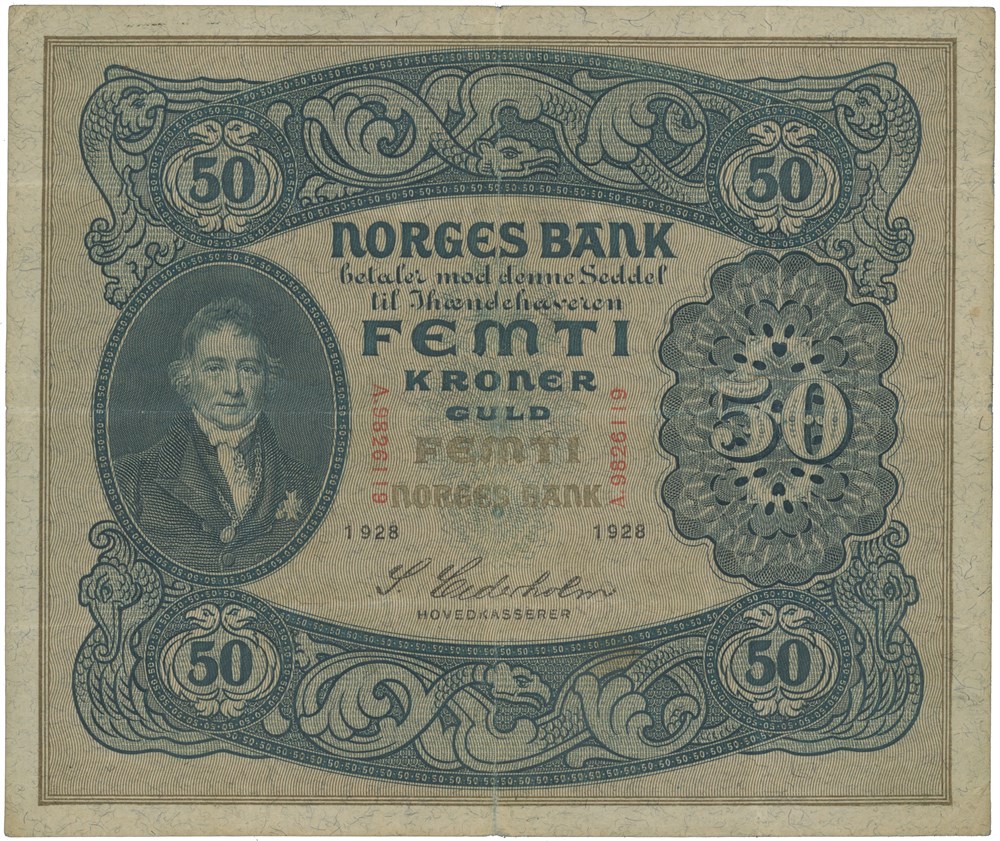 50 50
NORGES BANK
betaler mod denne Seddel
til Ihændehaveren
FEMTI
KRONER
GULD
FEMTI
NORGES BANK
A.9826119
A.9826119
50
1928 1928
S. Cederholm
HOVEDKASSERER
50 50